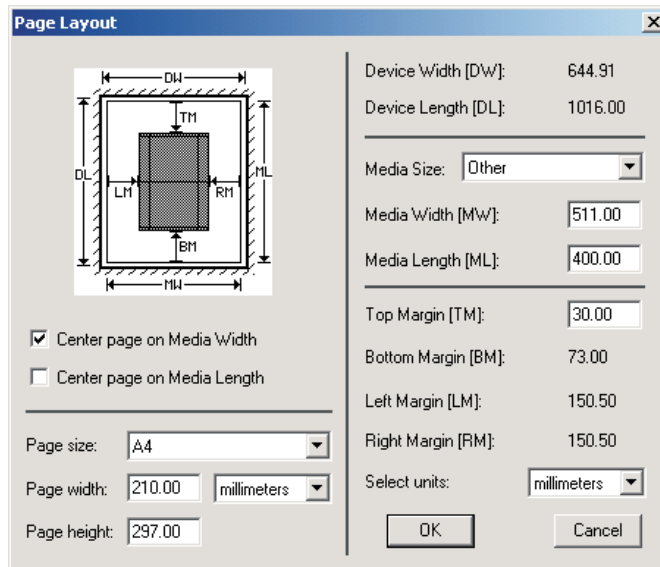 Page Layout
DW
TM
DL
ML
LM
RM
BM
MW
Center page on Media Width
Center page on Media Length
Page size: A4
Page width: 210.00 millimeters
Page height: 297.00
Device Width [DW]: 644.91
Device Length [DL]: 1016.00
Media Size: Other
Media Width [MW]: 511.00
Media Length [ML]: 400.00
Top Margin [TM]: 30.00
Bottom Margin [BM]: 73.00
Left Margin [LM]: 150.50
Right Margin [RM]: 150.50
Select units: millimeters
OK Cancel